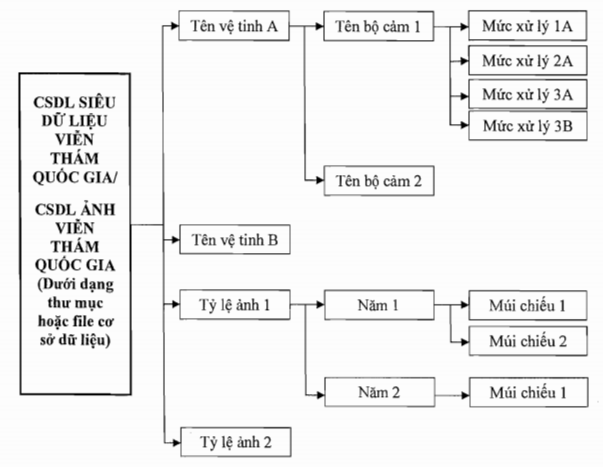 CSDL SIÊU
DỮ LIỆU
VIỄN
THÁM
QUỐC GIA/
CSDL ẢNH
VIỄN
THÁM
QUỐC GIA
(Dưới dạng
thư mục
hoặc file cơ
sở dữ liệu)
Tên vệ tinh A
Tên bộ cảm 1
Mức xử lý 1A
Mức xử lý 2A
Mức xử lý 3A
Mức xử lý 3B
Tên bộ cảm 2
Tên vệ tinh B
Tỷ lệ ảnh 1
Năm 1
Múi chiếu 1
Múi chiếu 2
Năm 2
Múi chiếu 1
Tỷ lệ ảnh 2